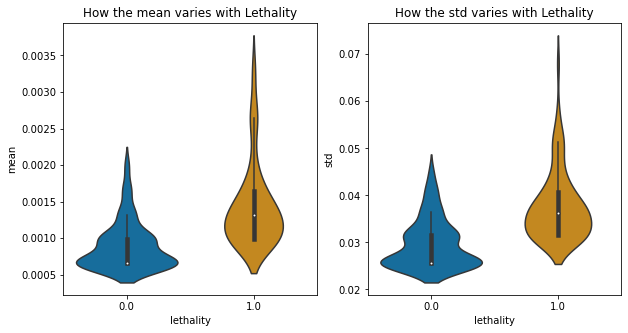 How the mean varies with Lethality
mean
0.0035
0.0030
0.0025
0.0020
0.0015
0.0010
0.0005
0.0
1.0
lethality
How the std varies with Lethality
std
0.07
0.06
0.05
0.04
0.03
0.02
0.0
1.0
lethality